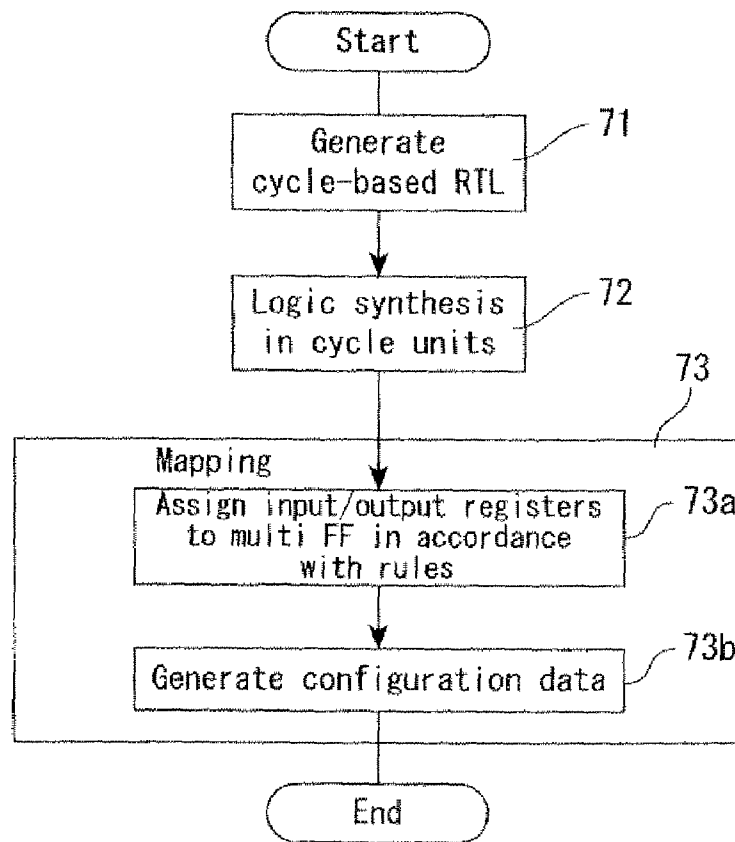 Start
71
Generate
cycle-based RTL
72
Logic synthesis
in cycle units
73
Mapping
73a
Assign input/output registers
to multi FF in accordance
with rules
73b
Generate configuration data
End